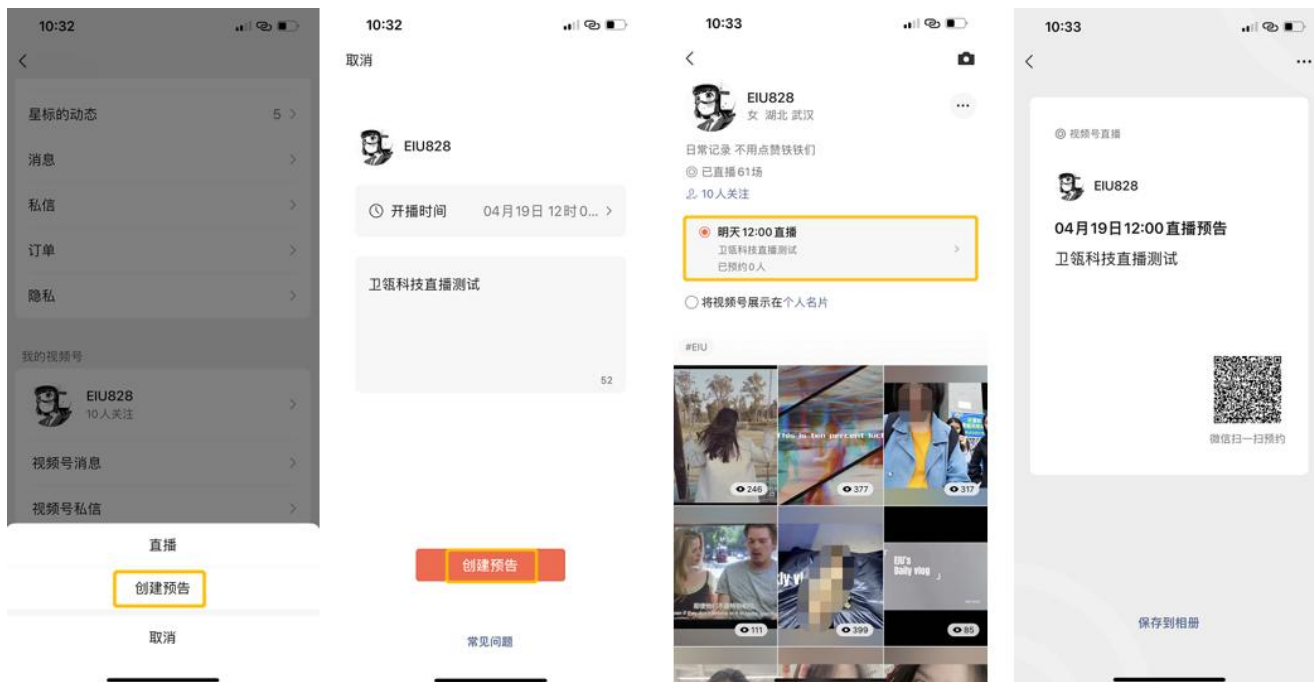 10:32
星标的动态
5
消息
私信
订单
隐私
我的视频号
EIU828
10人关注
视频号消息
视频号私信
直播
创建预告
取消
10:32
取消
EIU828
开播时间
04月19日 12时0...
卫瓴科技直播测试
52
创建预告
常见问题
10:33
EIU828
女 湖北 武汉
日常记录 不用点赞铁铁们
已直播61场
10人关注
明天12:00直播
卫瓴科技直播测试
已预约0人
将视频号展示在个人名片
#EIU
This is ten percent luck
246
377
317
111
399
EIU's
Daily vlog
85
10:33
视频号直播
EIU828
04月19日12:00直播预告
卫瓴科技直播测试
微信扫一扫预约
保存到相册